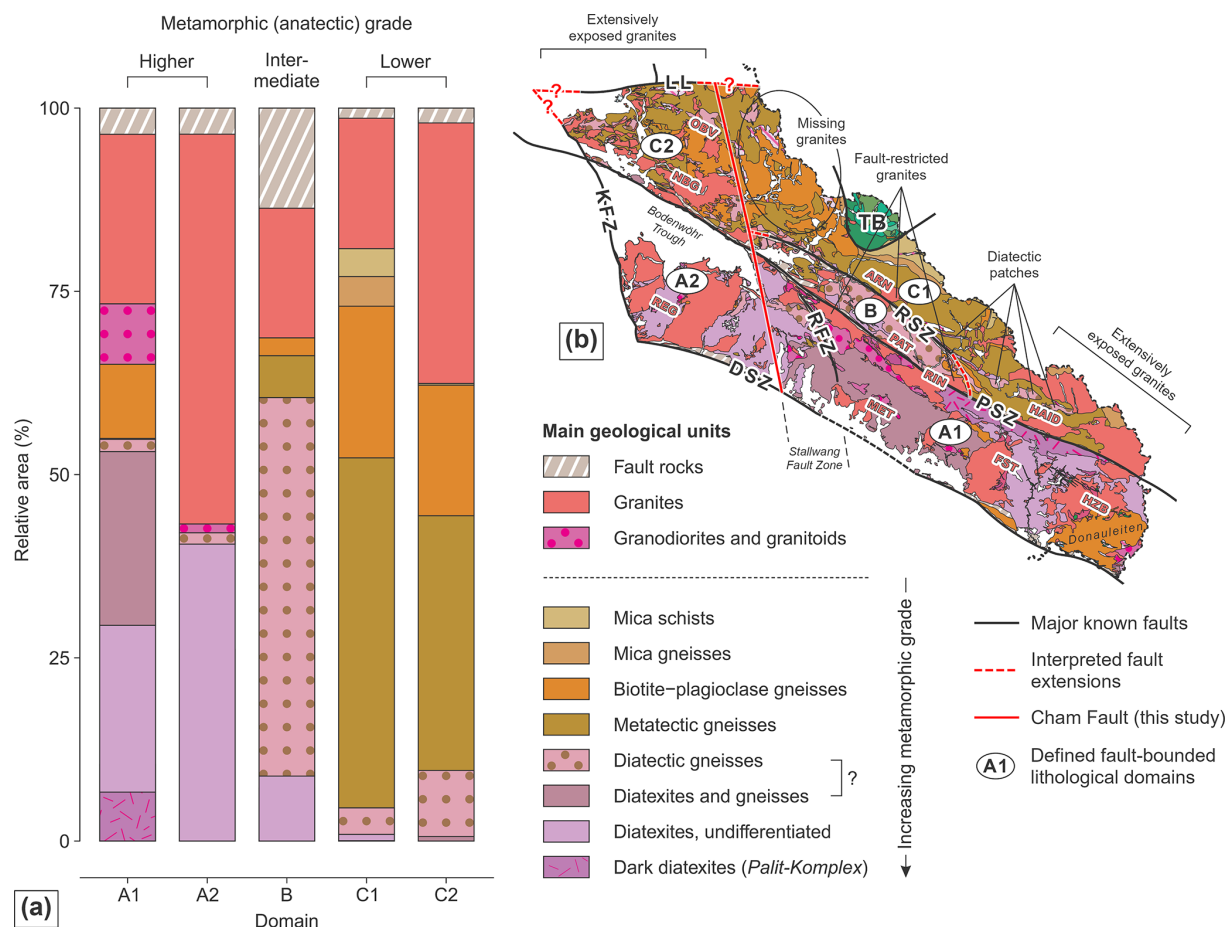 Metamorphic (anatectic) grade
Higher
Inter-
mediate
Lower
100
75
50
25
0
Relative area (%)
A1
A2
B
C1
C2
Domain
(a)
Extensively
exposed granites
L·L
?
?
?
OBV
C2
NBG
Missing
granites
Fault-restricted
granites
TB
K·F·Z
Bodenwöhr
Trough
A2
REG
ARN
C1
B
R·S·Z
Diatectic
patches
(b)
R·F·Z
PAT
RIN
Extensively
exposed granites
D·S·Z
MET
P·S·Z
HAID
A1
Stallwang
Fault Zone
FST
HZB
Donauleiten
Main geological units
Fault rocks
Granites
Granodiorites and granitoids
Mica schists
Mica gneisses
Biotite−plagioclase gneisses
Metatectic gneisses
Diatectic gneisses
?
Diatexites and gneisses
Diatexites, undifferentiated
Dark diatexites (Palit-Komplex)
Increasing metamorphic grade
Major known faults
Interpreted fault
extensions
Cham Fault (this study)
A1
Defined fault-bounded
lithological domains